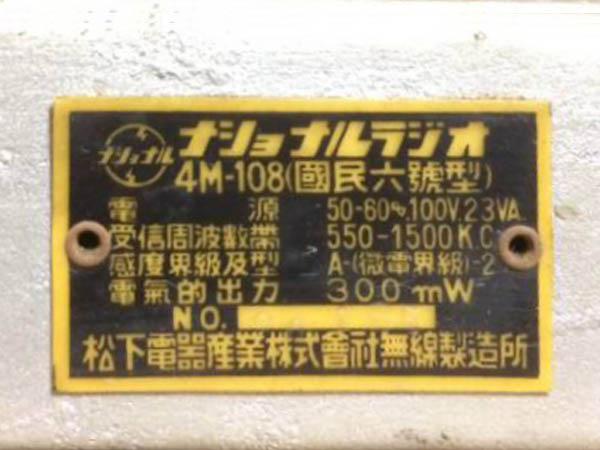 ナショナル
ナショナルラジオ
4M-108(國民六號型)
電源 50-60∿.100V.23VA
受信周波數帶 550-1500K.C
感度界級及型 A-(微電界級)-2
電氣的出力 300mW
NO.
松下電器産業株式會社無線製造所